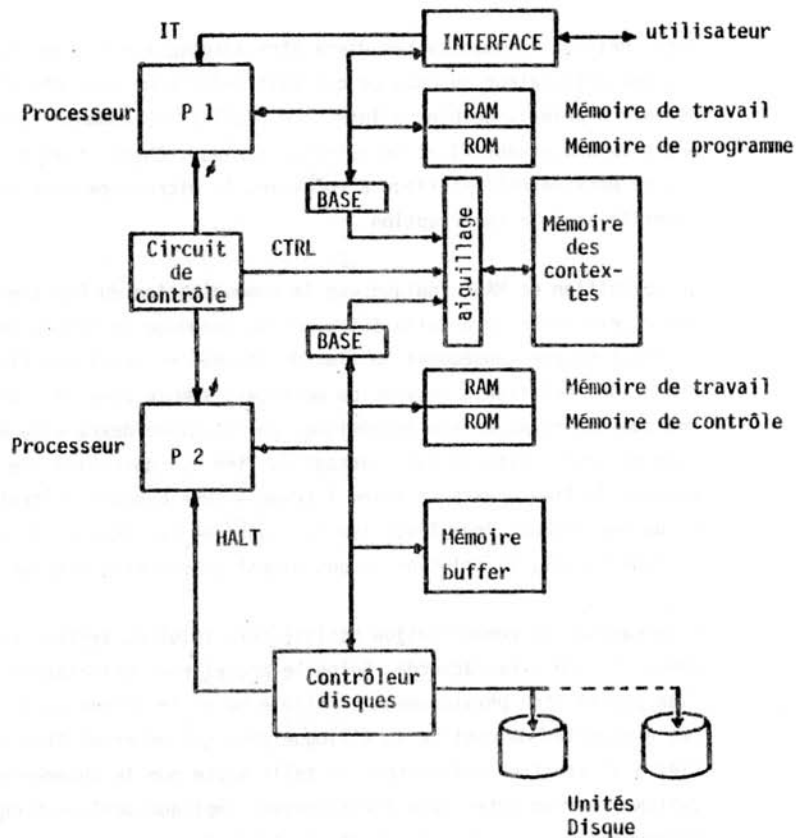 IT
INTERFACE
utilisateur
Processeur
P 1
RAM
Mémoire de travail
ROM
Mémoire de programme
BASE
aiguillage
Mémoire
des
contex-
tes
Circuit
de
contrôle
CTRL
BASE
RAM
Mémoire de travail
ROM
Mémoire de contrôle
Processeur
P 2
HALT
Mémoire
buffer
Contrôleur
disques
Unités
Disque